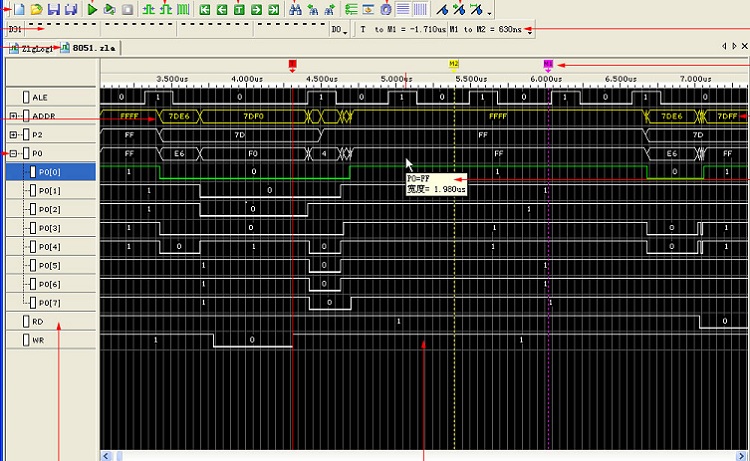 D31 D0 T to M1 = -1.710us M1 to M2 = 630ns
ZlgLogi 8051.zla
T M2 M1
3.500us 4.000us 4.500us 5.000us 5.500us 6.000us 6.500us 7.000us
ALE 0 1 0 1 0 1 0 1 0 1 0 1 0
ADDR FFFF 7DE6 7DF0 FFFF 7DE6 7DFF
P2 FF 7D FF 7D
P0 FF E6 F0 4 FF E6 FF
P0[0] 1 0 1 0 1
P0=FF
宽度= 1.980us
P0[1] 1 0 1
P0[2] 1 0 1
P0[3] 1 0 1 0 1
P0[4] 1 0 1 0 1 0 1
P0[5] 1 0 1
P0[6] 1 0 1
P0[7] 1 0 1
RD 1 0
WR 1 0 1